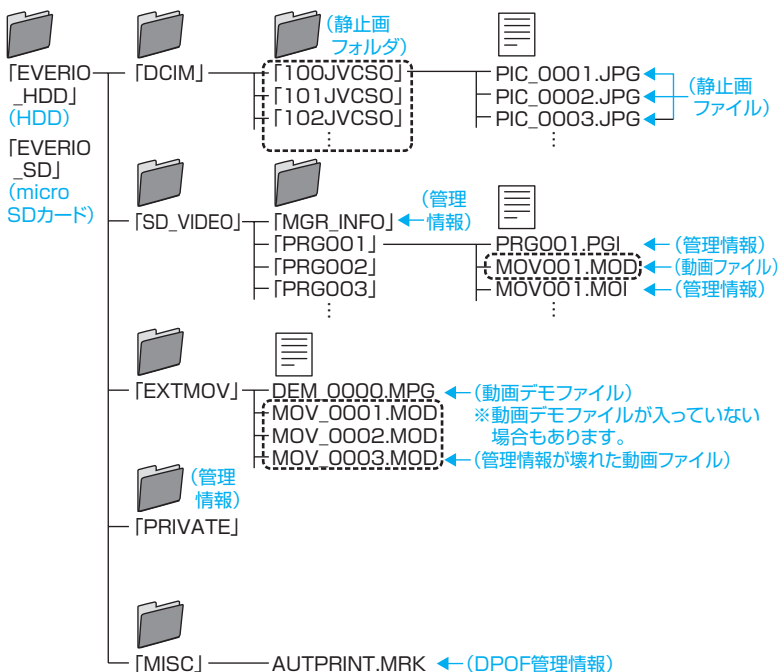 (静止画
フォルダ)
「EVERIO
_HDD」
(HDD)
「EVERIO
_SD」
(micro
SDカード)
「DCIM」
「100JVCSO」
「101JVCSO」
「102JVCSO」
⋮
PIC_0001.JPG
PIC_0002.JPG
PIC_0003.JPG
⋮
(静止画
ファイル)
「SD_VIDEO」
「MGR_INFO」
(管理
情報)
「PRG001」
「PRG002」
「PRG003」
⋮
PRG001.PGI
(管理情報)
MOV001.MOD
(動画ファイル)
MOV001.MOI
(管理情報)
⋮
「EXTMOV」
DEM_0000.MPG
(動画デモファイル)
※動画デモファイルが入っていない
場合もあります。
MOV_0001.MOD
MOV_0002.MOD
MOV_0003.MOD
(管理情報が壊れた動画ファイル)
(管理
情報)
「PRIVATE」
「MISC」
AUTPRINT.MRK
(DPOF管理情報)